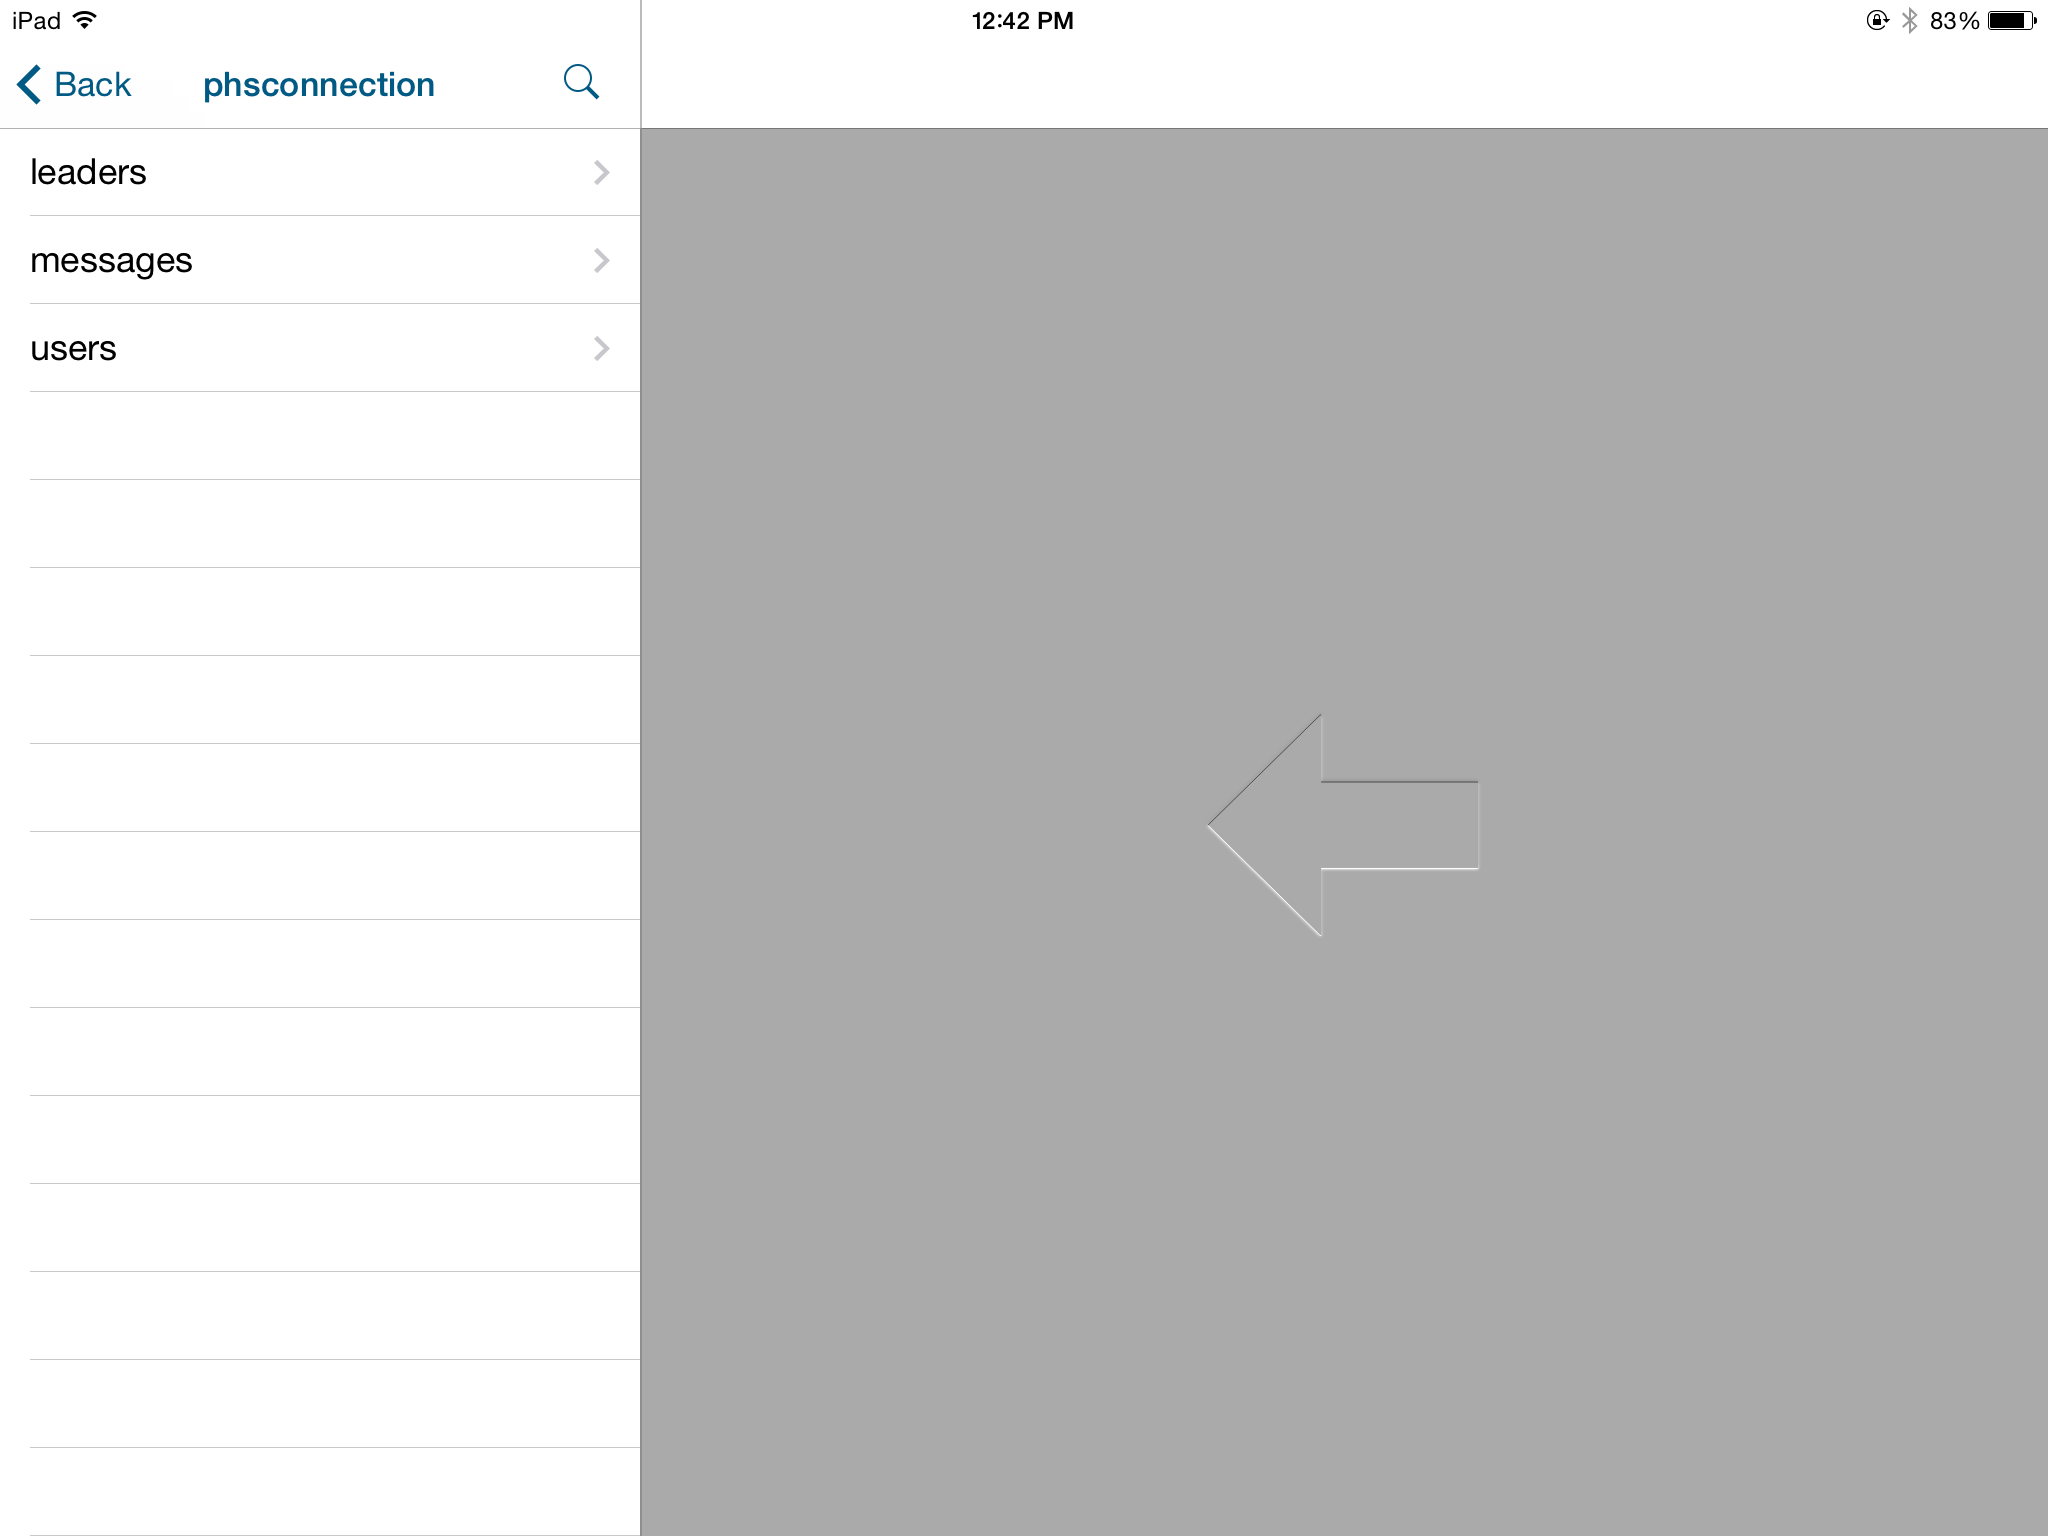 iPad 12:42 PM 83%
Back phsconnection
leaders
messages
users